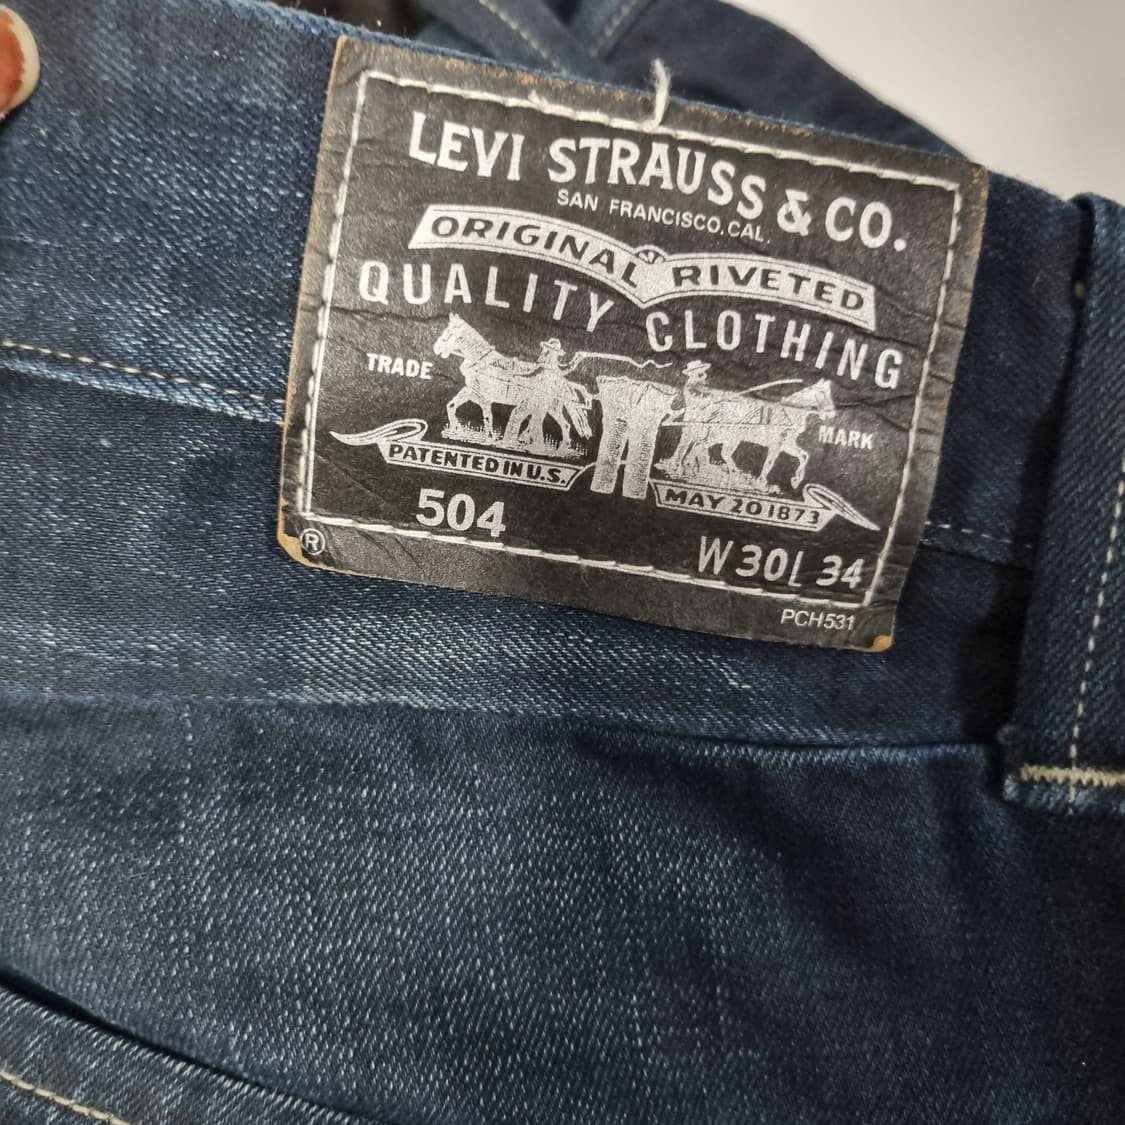 LEVI STRAUSS & CO.
SAN FRANCISCO, CAL.
ORIGINAL RIVETED
QUALITY CLOTHING
TRADE MARK
PATENTED IN U.S. MAY 20 1873
504
W 30 L 34
®
PCH531